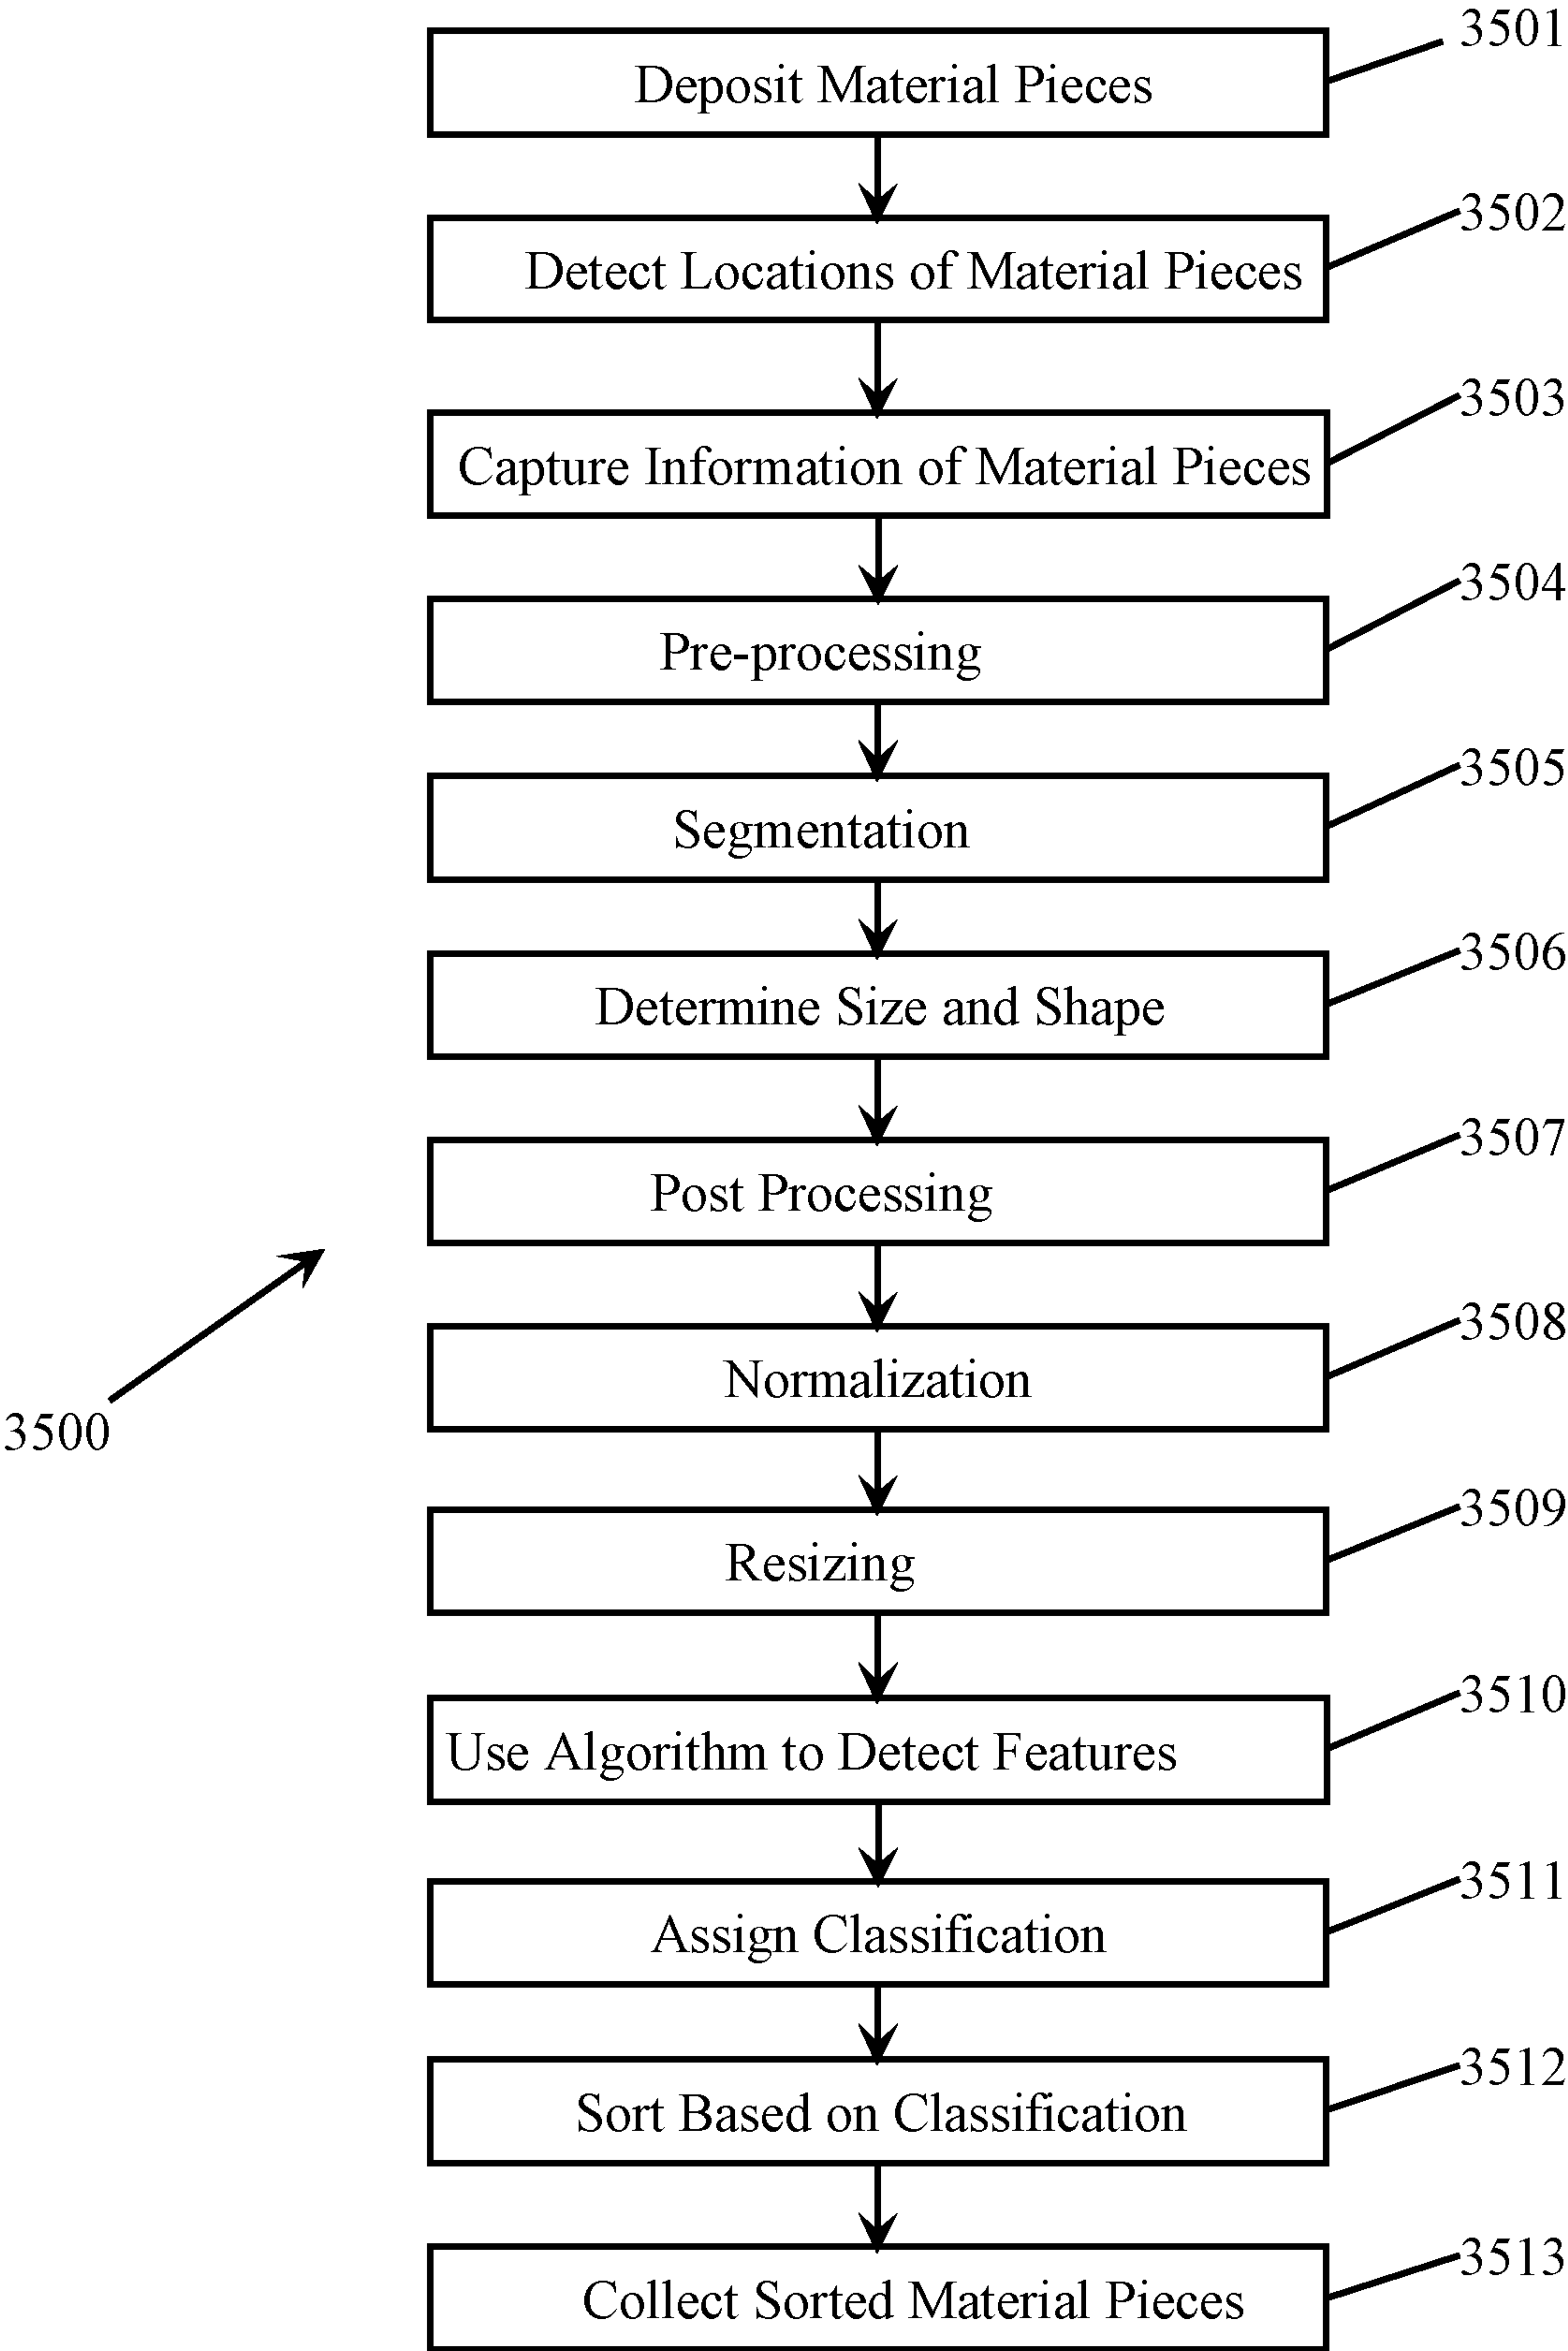 3501
Deposit Material Pieces
3502
Detect Locations of Material Pieces
3503
Capture Information of Material Pieces
3504
Pre-processing
3505
Segmentation
3506
Determine Size and Shape
3507
Post Processing
3508
Normalization
3500
3509
Resizing
3510
Use Algorithm to Detect Features
3511
Assign Classification
3512
Sort Based on Classification
3513
Collect Sorted Material Pieces